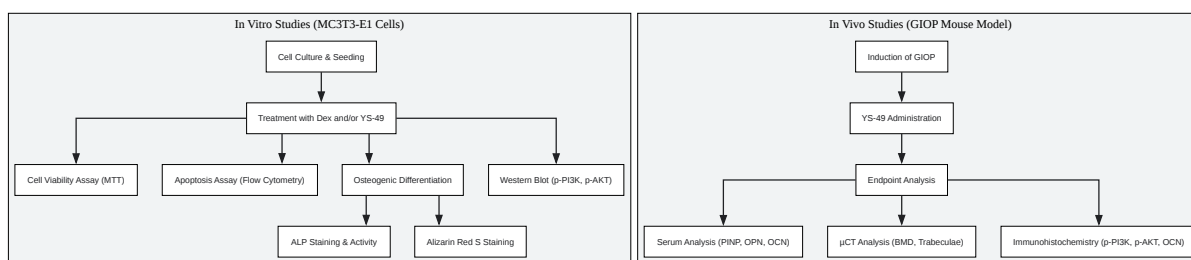 In Vitro Studies (MC3T3-E1 Cells)
Cell Culture & Seeding
Treatment with Dex and/or YS-49
Cell Viability Assay (MTT)
Apoptosis Assay (Flow Cytometry)
Osteogenic Differentiation
Western Blot (p-PI3K, p-AKT)
ALP Staining & Activity
Alizarin Red S Staining
In Vivo Studies (GIOP Mouse Model)
Induction of GIOP
YS-49 Administration
Endpoint Analysis
Serum Analysis (PINP, OPN, OCN)
µCT Analysis (BMD, Trabeculae)
Immunohistochemistry (p-PI3K, p-AKT, OCN)